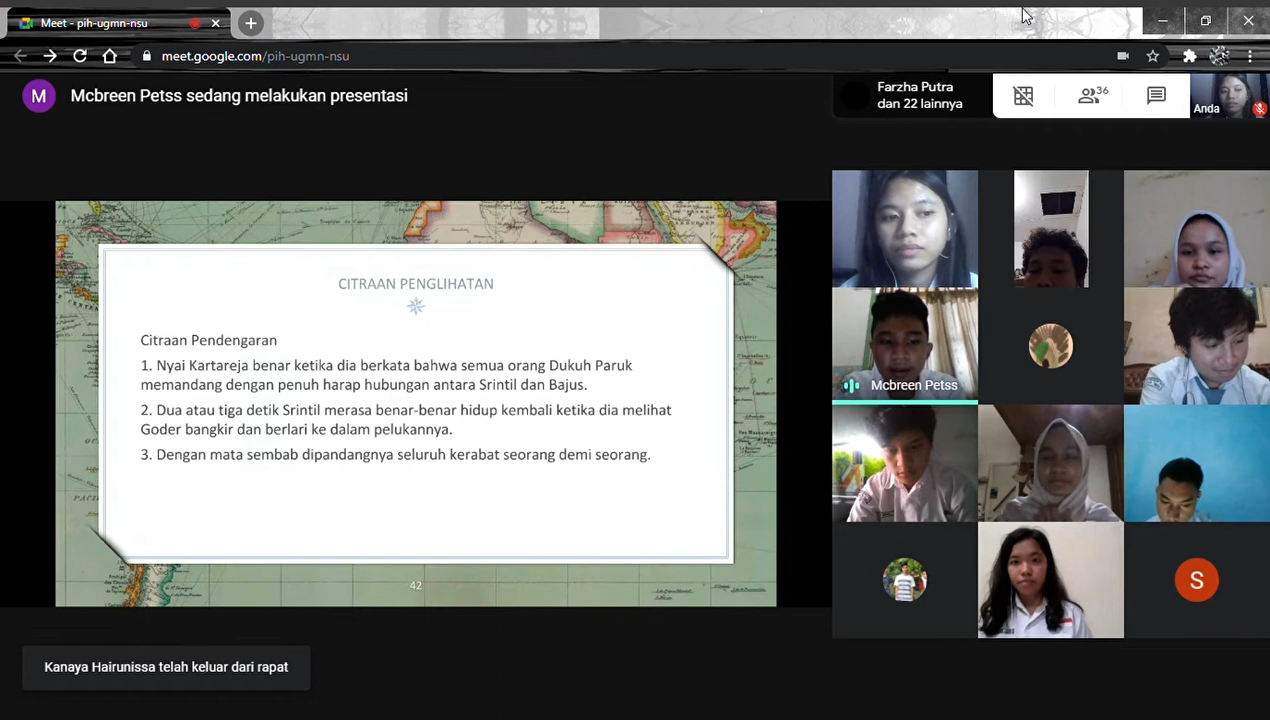 Meet - pih-ugmn-nsu
meet.google.com/pih-ugmn-nsu
M
Mcbreen Petss sedang melakukan presentasi
Farzha Putra
dan 22 lainnya
36
Anda
CITRAAN PENGLIHATAN
Citraan Pendengaran
1. Nyai Kartareja benar ketika dia berkata bahwa semua orang Dukuh Paruk
memandang dengan penuh harap hubungan antara Srintil dan Bajus.
2. Dua atau tiga detik Srintil merasa benar-benar hidup kembali ketika dia melihat
Goder bangkir dan berlari ke dalam pelukannya.
3. Dengan mata sembab dipandangnya seluruh kerabat seorang demi seorang.
42
Mcbreen Petss
S
Kanaya Hairunissa telah keluar dari rapat